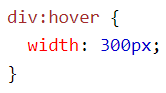 div:hover {
  width: 300px;
}